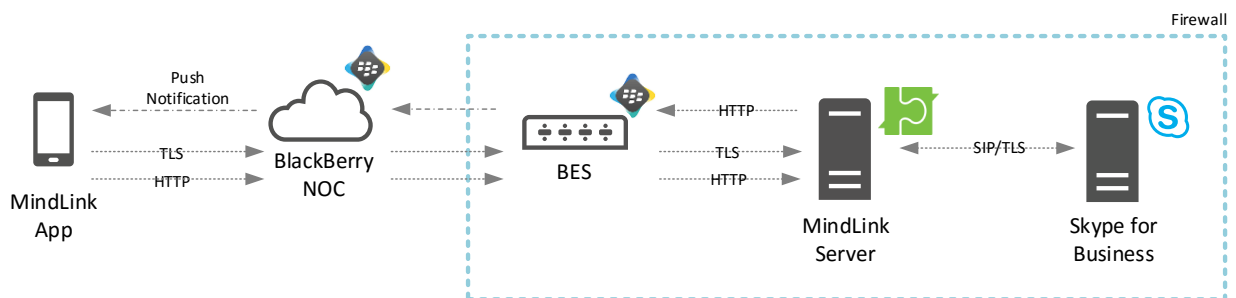 Firewall
Push
Notification
HTTP
TLS
HTTP
BlackBerry
NOC
MindLink
App
BES
TLS
HTTP
SIP/TLS
MindLink
Server
S
Skype for
Business